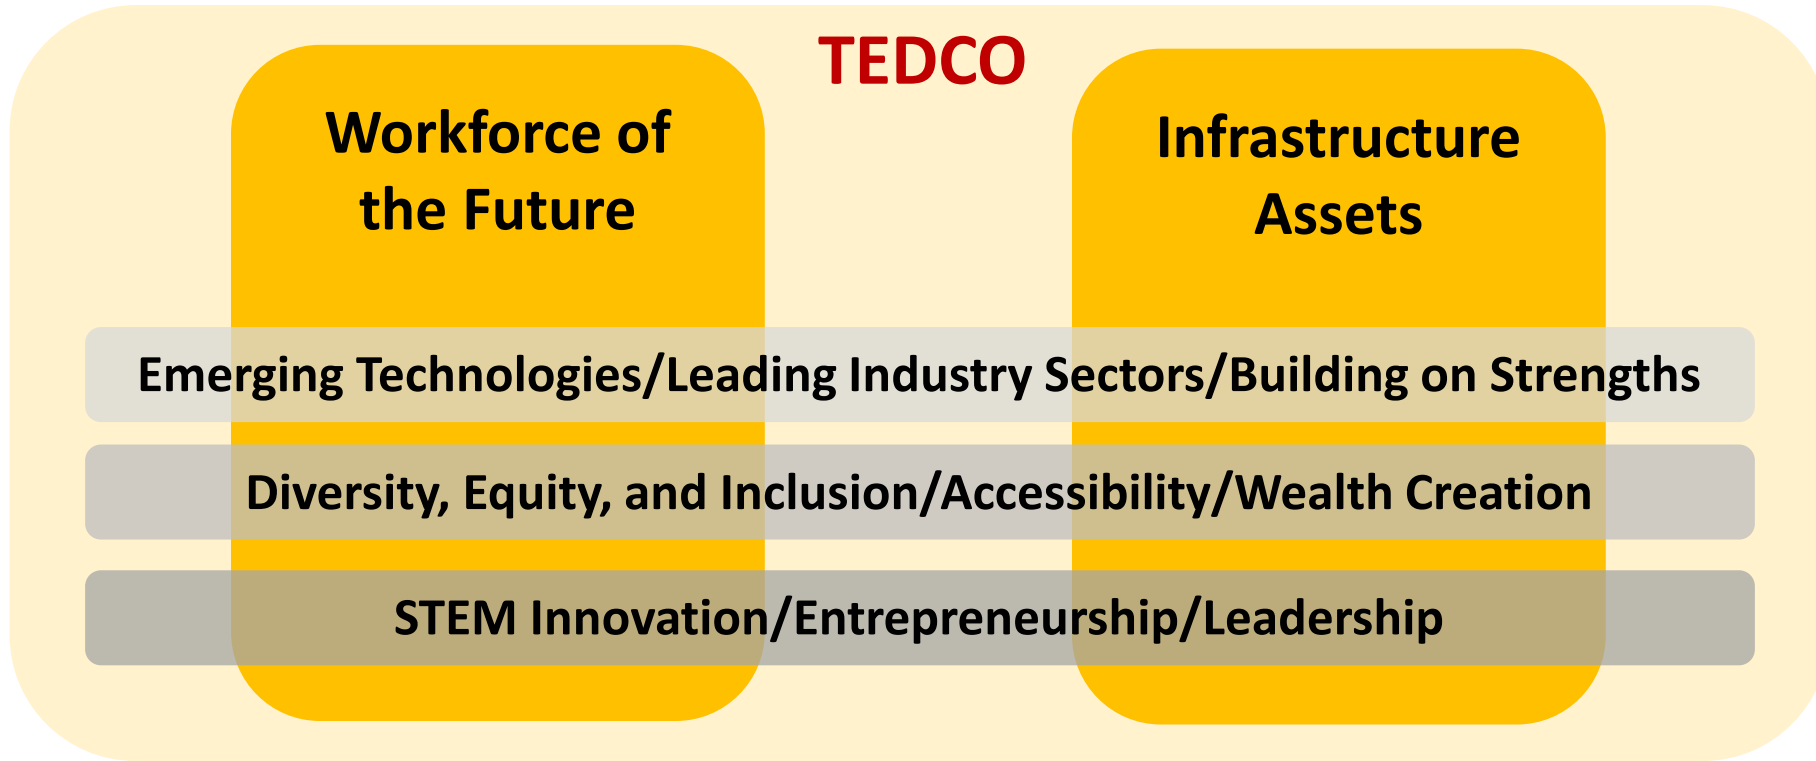 TEDCO
Workforce of
the Future
Infrastructure
Assets
Emerging Technologies/Leading Industry Sectors/Building on Strengths
Diversity, Equity, and Inclusion/Accessibility/Wealth Creation
STEM Innovation/Entrepreneurship/Leadership